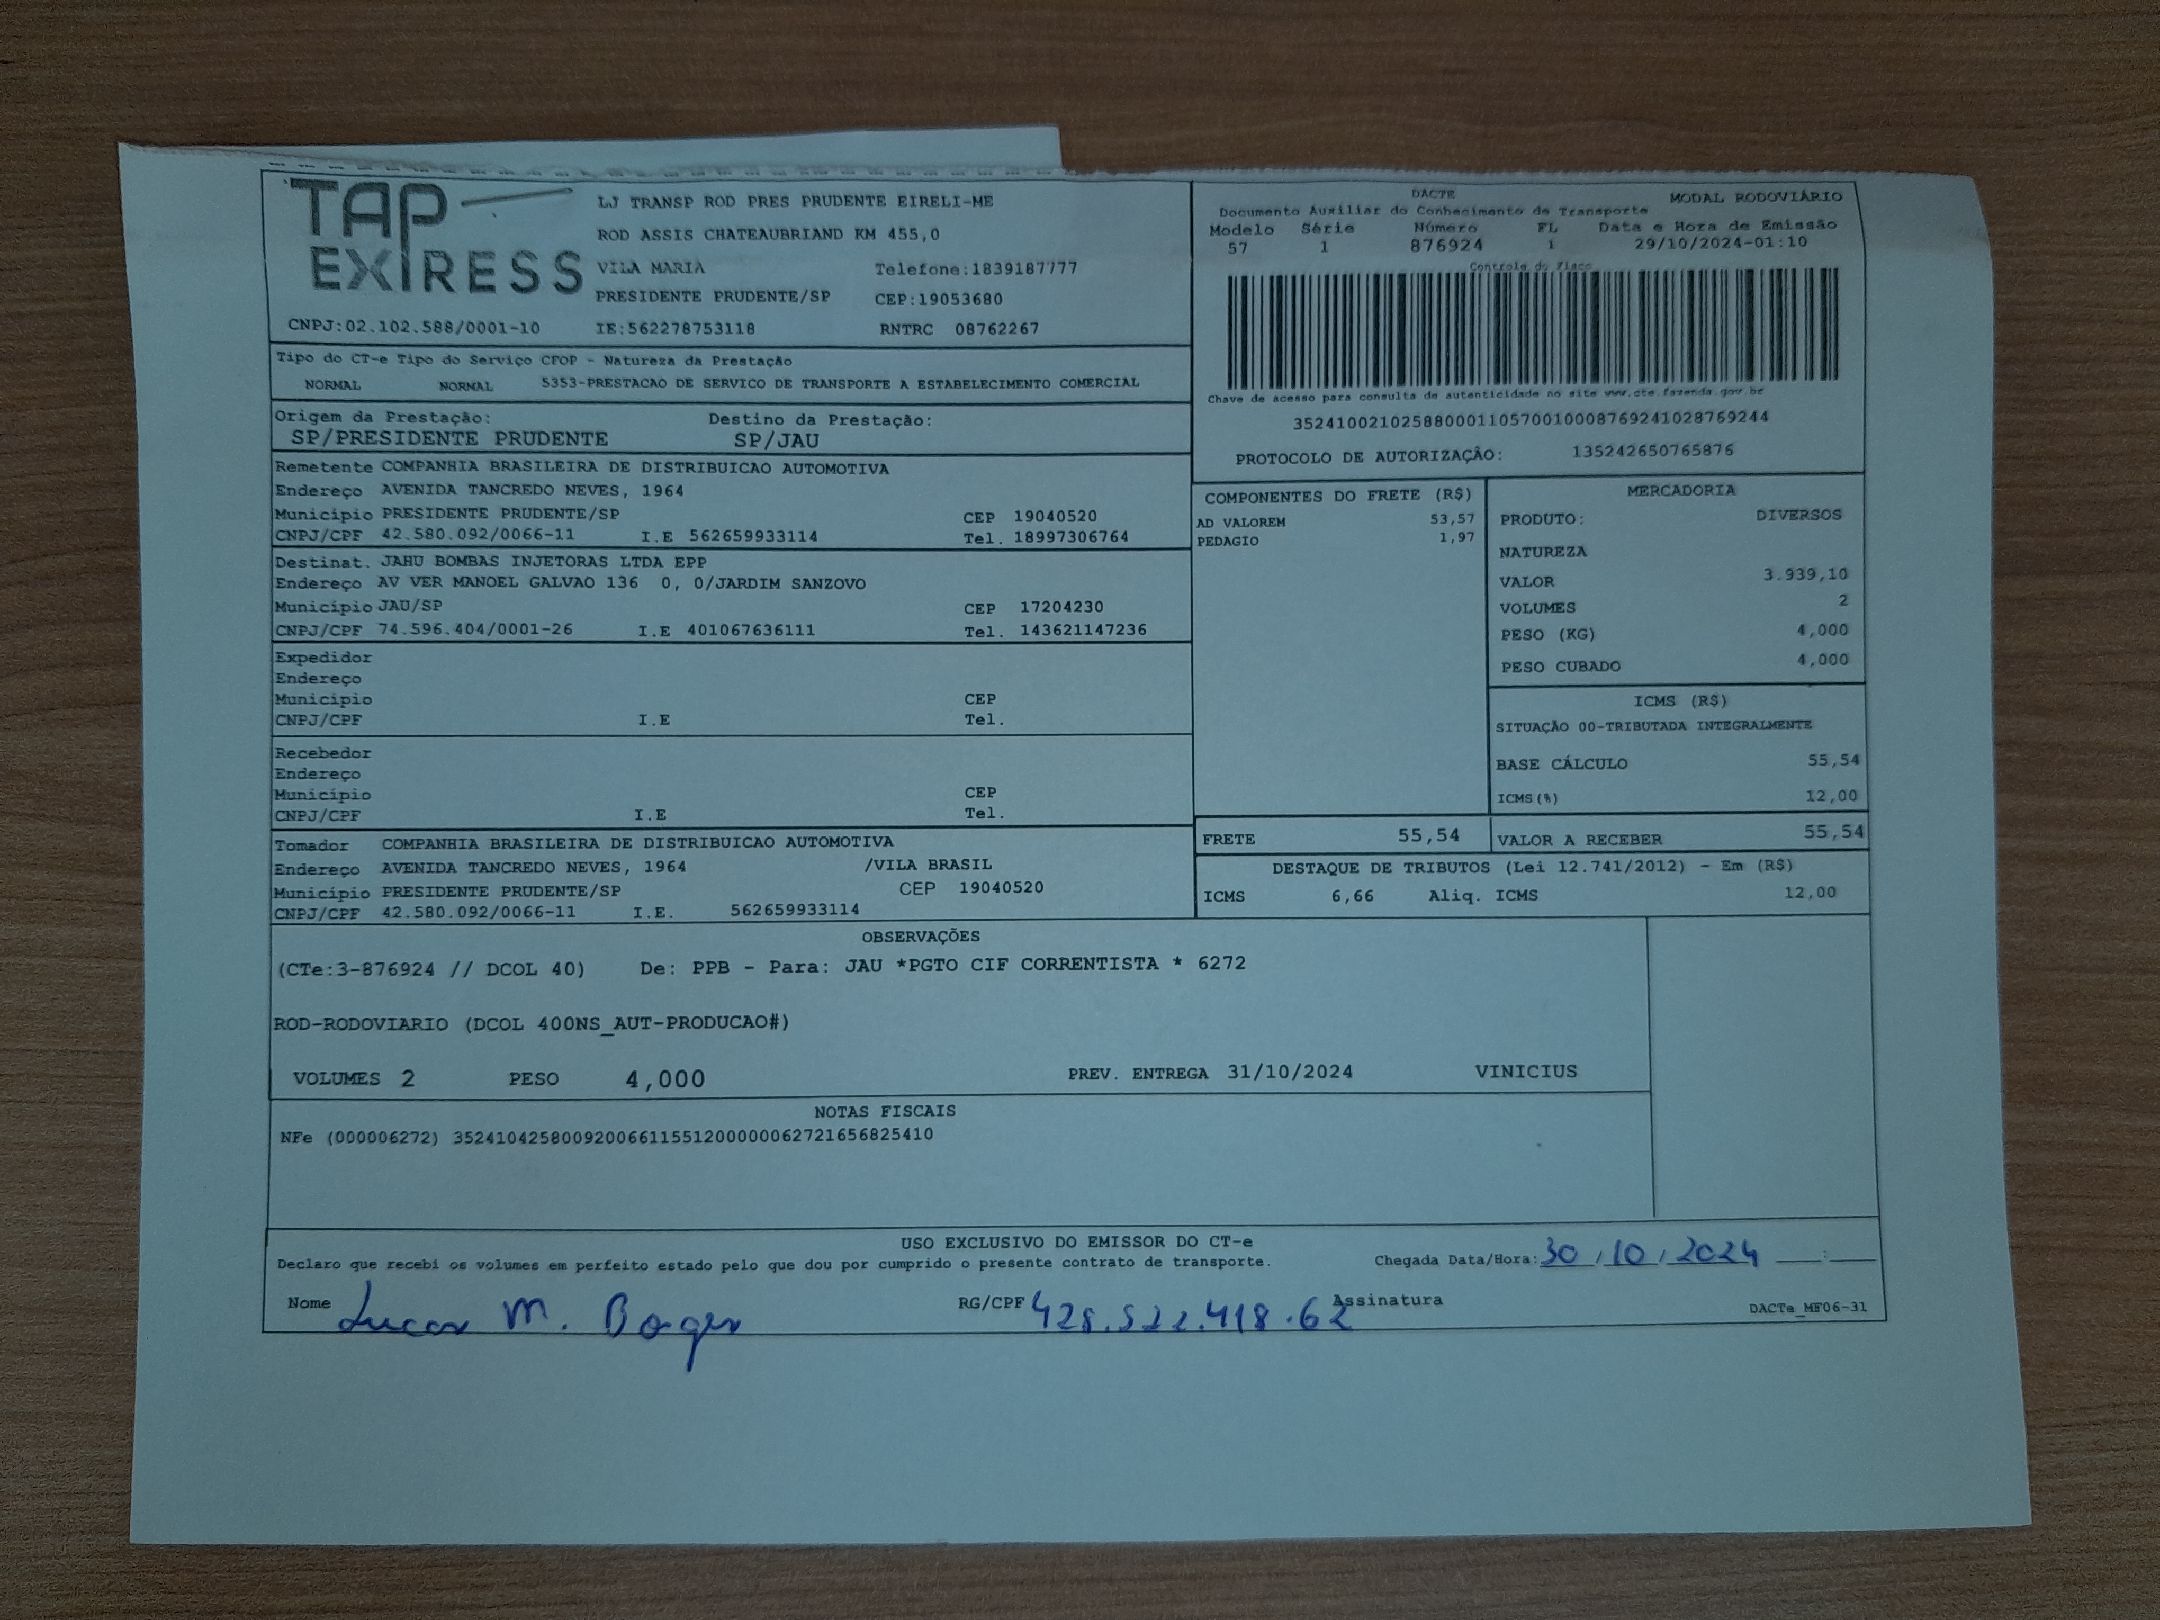 TAP
EXPRESS
LJ TRANSP ROD PRES PRUDENTE EIRELI-ME
ROD ASSIS CHATEAUBRIAND KM 455,0
VILA MARIA Telefone:1839187777
PRESIDENTE PRUDENTE/SP CEP:19053680
CNPJ:02.102.588/0001-10 IE:562278753118 RNTRC 08762267
DACTE MODAL RODOVIÁRIO
Documento Auxiliar do Conhecimento de Transporte
Modelo Série Número FL Data e Hora de Emissão
57 1 876924 1 29/10/2024-01:10
Controle do Fisco
Chave de acesso para consulta de autenticidade no site www.cte.fazenda.gov.br
35241002102588000110570010008769241028769244
PROTOCOLO DE AUTORIZAÇÃO: 135242650765876
Tipo do CT-e Tipo do Serviço CFOP - Natureza da Prestação
NORMAL NORMAL 5353-PRESTACAO DE SERVICO DE TRANSPORTE A ESTABELECIMENTO COMERCIAL
Origem da Prestação: Destino da Prestação:
SP/PRESIDENTE PRUDENTE SP/JAU
Remetente COMPANHIA BRASILEIRA DE DISTRIBUICAO AUTOMOTIVA
Endereço AVENIDA TANCREDO NEVES, 1964
Município PRESIDENTE PRUDENTE/SP CEP 19040520
CNPJ/CPF 42.580.092/0066-11 I.E 562659933114 Tel. 18997306764
Destinat. JAHU BOMBAS INJETORAS LTDA EPP
Endereço AV VER MANOEL GALVAO 136 0, 0/JARDIM SANZOVO
Município JAU/SP CEP 17204230
CNPJ/CPF 74.596.404/0001-26 I.E 401067636111 Tel. 143621147236
Expedidor
Endereço
Município CEP
CNPJ/CPF I.E Tel.
Recebedor
Endereço
Município CEP
CNPJ/CPF I.E Tel.
Tomador COMPANHIA BRASILEIRA DE DISTRIBUICAO AUTOMOTIVA
Endereço AVENIDA TANCREDO NEVES, 1964 /VILA BRASIL
Município PRESIDENTE PRUDENTE/SP CEP 19040520
CNPJ/CPF 42.580.092/0066-11 I.E. 562659933114
COMPONENTES DO FRETE (R$)
AD VALOREM 53,57
PEDAGIO 1,97
MERCADORIA
PRODUTO: DIVERSOS
NATUREZA
VALOR 3.939,10
VOLUMES 2
PESO (KG) 4,000
PESO CUBADO 4,000
ICMS (R$)
SITUAÇÃO 00-TRIBUTADA INTEGRALMENTE
BASE CÁLCULO 55,54
ICMS(%) 12,00
FRETE 55,54 VALOR A RECEBER 55,54
DESTAQUE DE TRIBUTOS (Lei 12.741/2012) - Em (R$)
ICMS 6,66 Aliq. ICMS 12,00
OBSERVAÇÕES
(CTe:3-876924 // DCOL 40) De: PPB - Para: JAU *PGTO CIF CORRENTISTA * 6272
ROD-RODOVIARIO (DCOL 400NS_AUT-PRODUCAO#)
VOLUMES 2 PESO 4,000 PREV. ENTREGA 31/10/2024 VINICIUS
NOTAS FISCAIS
NFe (000006272) 35241042580092006611551200000062721656825410
USO EXCLUSIVO DO EMISSOR DO CT-e
Declaro que recebi os volumes em perfeito estado pelo que dou por cumprido o presente contrato de transporte. Chegada Data/Hora: 30/10/2024 __:__
Nome Lucas M. Borges RG/CPF 428.522.418.62 Assinatura DACTe_MF06-31